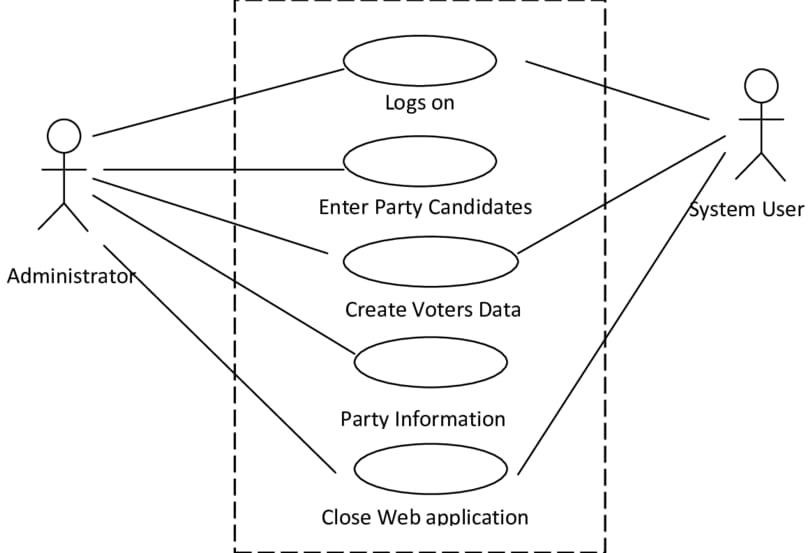 Logs on
Enter Party Candidates
System User
Administrator
Create Voters Data
Party Information
Close Web application